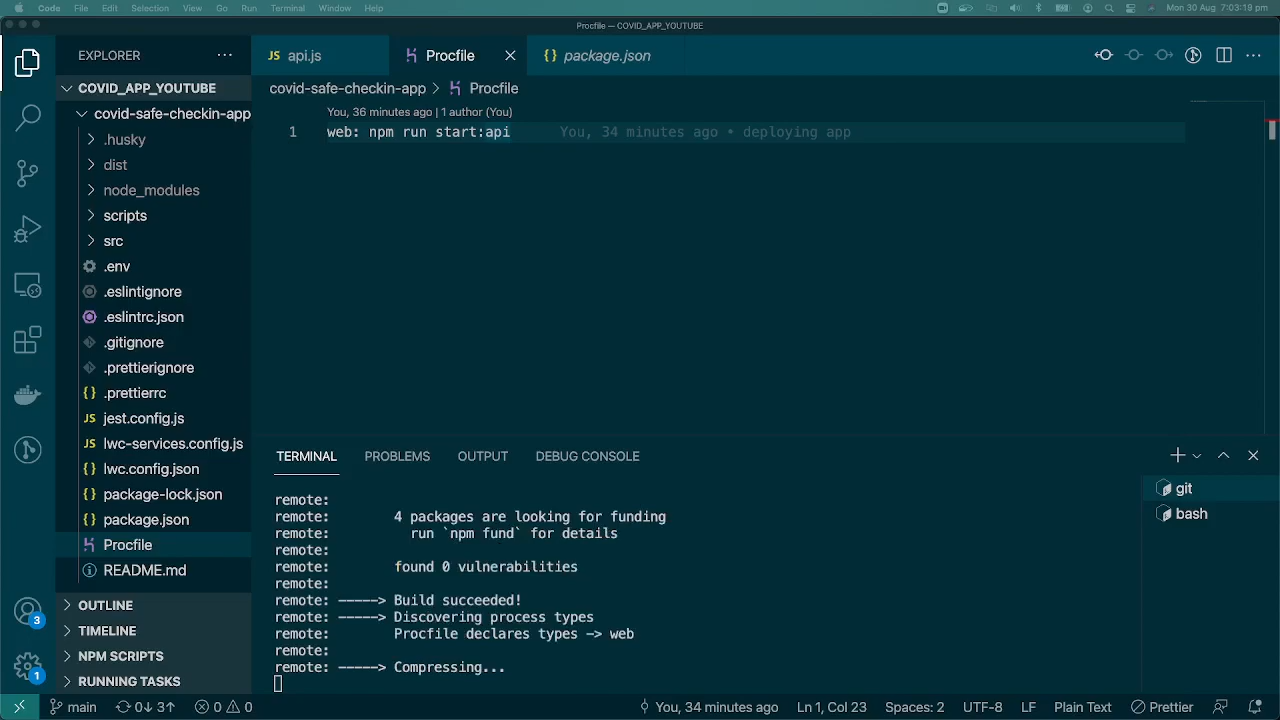 Code File Edit Selection View Go Run Terminal Window Help Mon 30 Aug 7:03:19 pm
Procfile — COVID_APP_YOUTUBE
EXPLORER
JS api.js
Procfile
{} package.json
COVID_APP_YOUTUBE
covid-safe-checkin-app
.husky
dist
node_modules
scripts
src
.env
.eslintignore
.eslintrc.json
.gitignore
.prettierignore
{} .prettierrc
JS jest.config.js
JS lwc-services.config.js
{} lwc.config.json
{} package-lock.json
{} package.json
Procfile
README.md
OUTLINE
TIMELINE
NPM SCRIPTS
RUNNING TASKS
3
1
covid-safe-checkin-app > Procfile
You, 36 minutes ago | 1 author (You)
1 web: npm run start:api You, 34 minutes ago • deploying app
TERMINAL PROBLEMS OUTPUT DEBUG CONSOLE
remote:
remote: 4 packages are looking for funding
remote: run `npm fund` for details
remote:
remote: found 0 vulnerabilities
remote:
remote: -----> Build succeeded!
remote: -----> Discovering process types
remote: Procfile declares types -> web
remote:
remote: -----> Compressing...
git
bash
main 0↓ 3↑ 0 0 You, 34 minutes ago Ln 1, Col 23 Spaces: 2 UTF-8 LF Plain Text Prettier